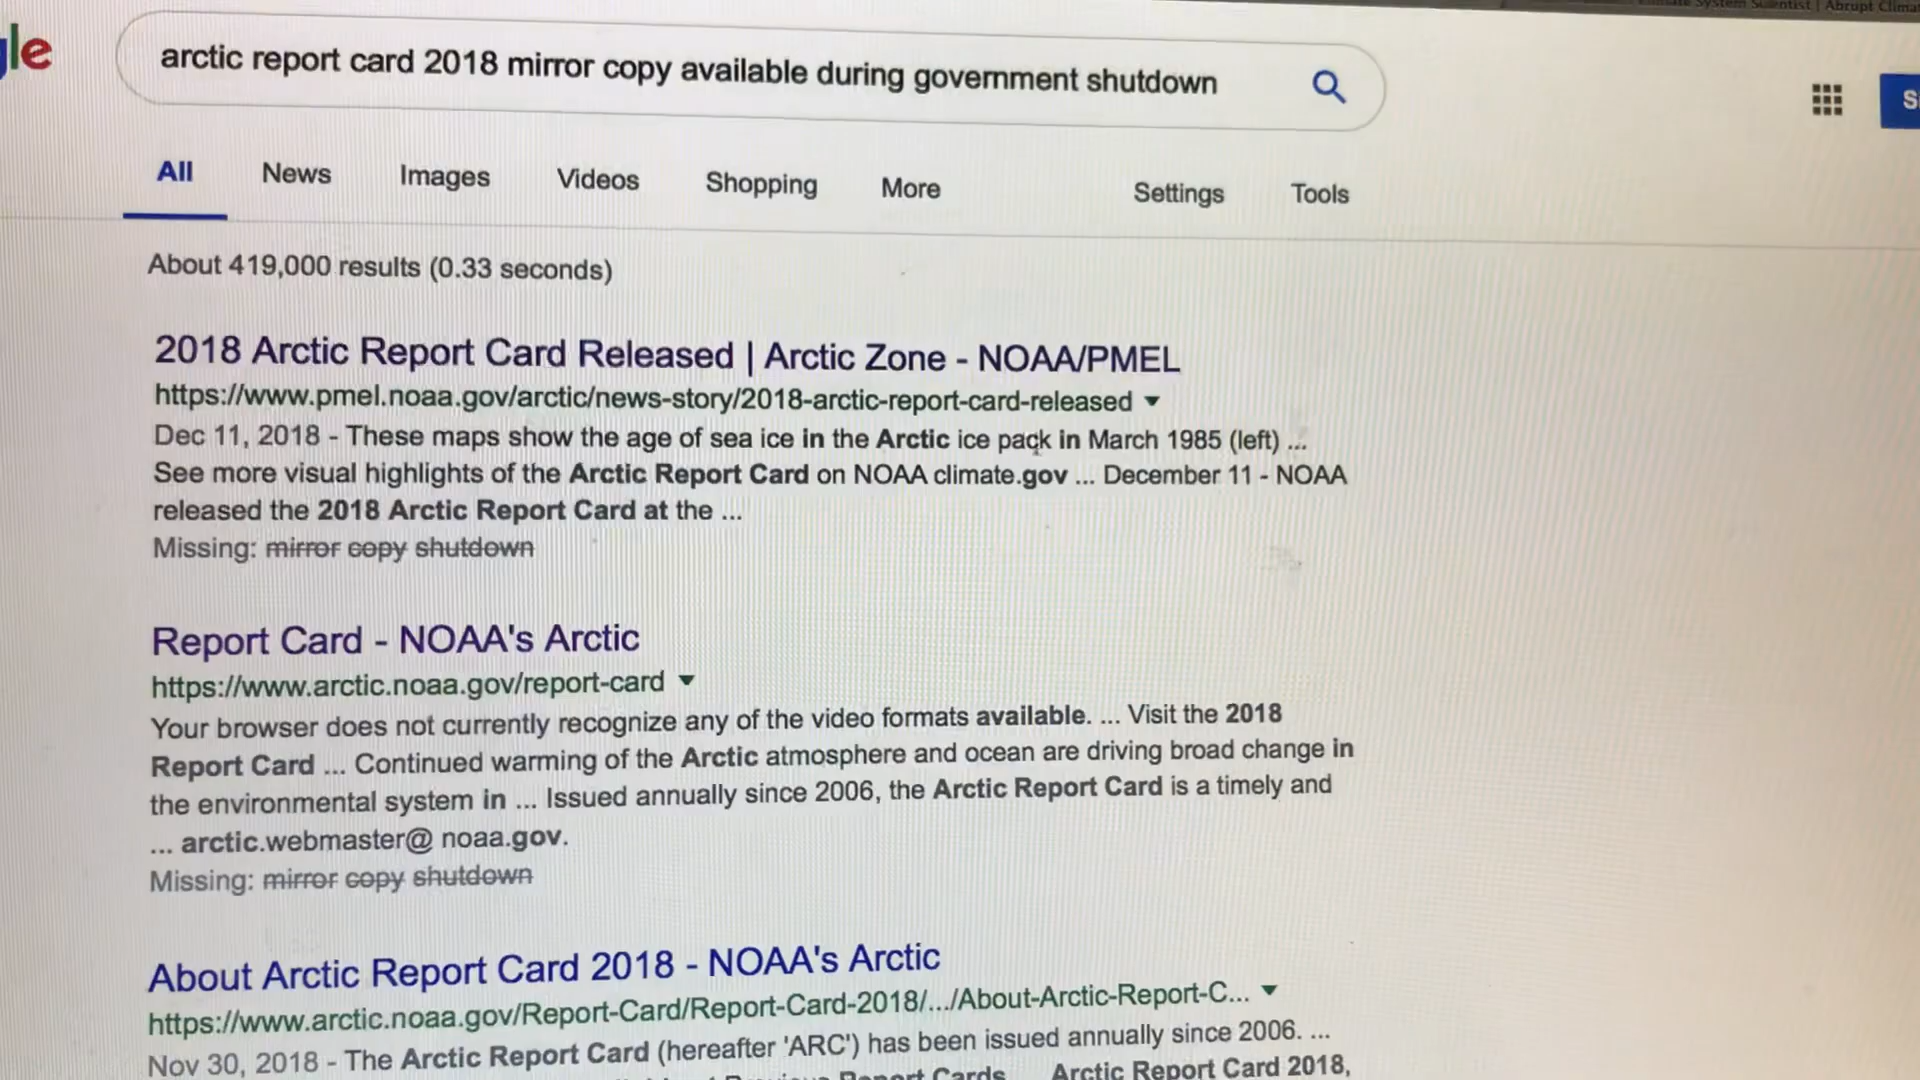 System Scientist | Abrupt Clima
gle
arctic report card 2018 mirror copy available during government shutdown
S
All News Images Videos Shopping More Settings Tools
About 419,000 results (0.33 seconds)
2018 Arctic Report Card Released | Arctic Zone - NOAA/PMEL
https://www.pmel.noaa.gov/arctic/news-story/2018-arctic-report-card-released
Dec 11, 2018 - These maps show the age of sea ice in the Arctic ice pack in March 1985 (left) ...
See more visual highlights of the Arctic Report Card on NOAA climate.gov ... December 11 - NOAA
released the 2018 Arctic Report Card at the ...
Missing: mirror copy shutdown
Report Card - NOAA's Arctic
https://www.arctic.noaa.gov/report-card
Your browser does not currently recognize any of the video formats available. ... Visit the 2018
Report Card ... Continued warming of the Arctic atmosphere and ocean are driving broad change in
the environmental system in ... Issued annually since 2006, the Arctic Report Card is a timely and
... arctic.webmaster@ noaa.gov.
Missing: mirror copy shutdown
About Arctic Report Card 2018 - NOAA's Arctic
https://www.arctic.noaa.gov/Report-Card/Report-Card-2018/.../About-Arctic-Report-C...
Nov 30, 2018 - The Arctic Report Card (hereafter 'ARC') has been issued annually since 2006. ...
Report Cards Arctic Report Card 2018,